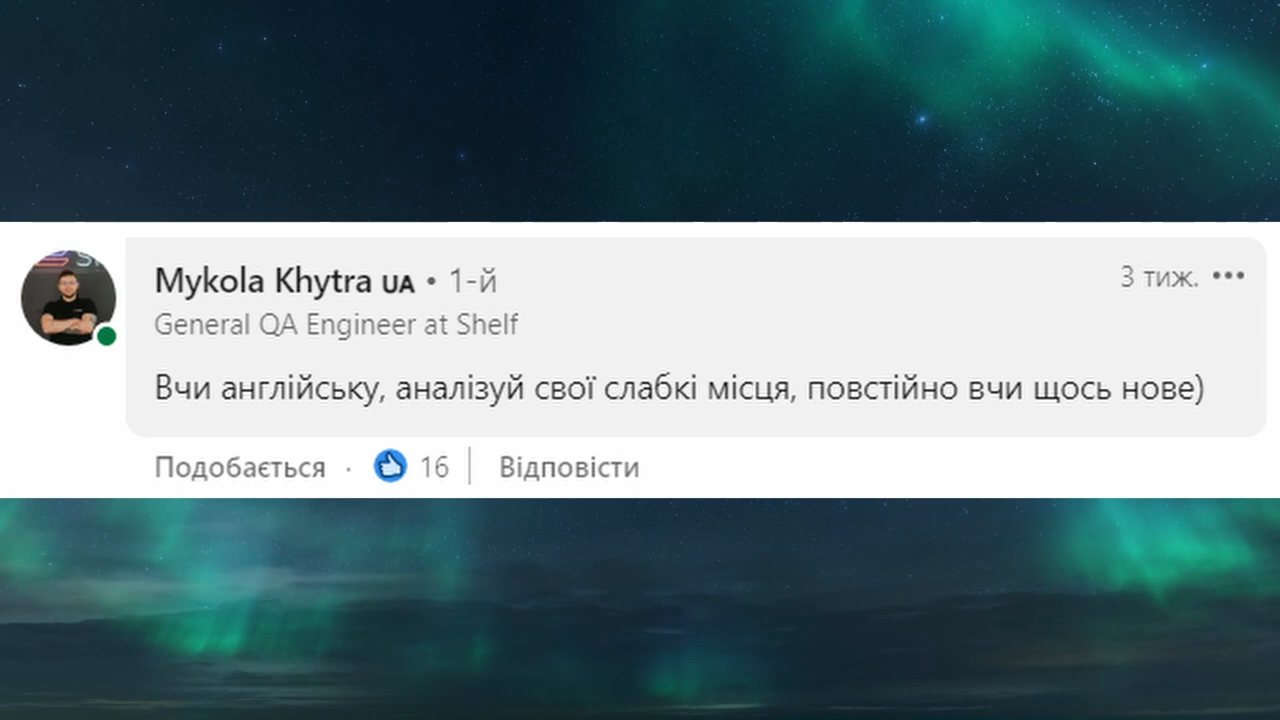 Mykola Khytra UA • 1-й
3 тиж. •••
General QA Engineer at Shelf
Вчи англійську, аналізуй свої слабкі місця, повстійно вчи щось нове)
Подобається · 16 Відповісти